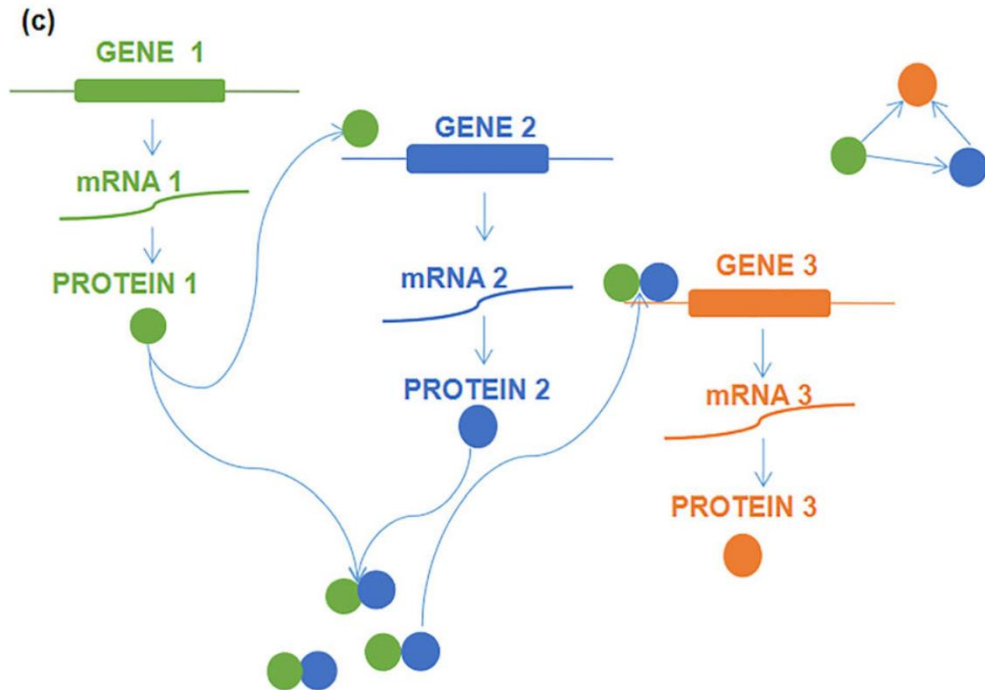 (c)
GENE 1
mRNA 1
PROTEIN 1
GENE 2
mRNA 2
PROTEIN 2
GENE 3
mRNA 3
PROTEIN 3